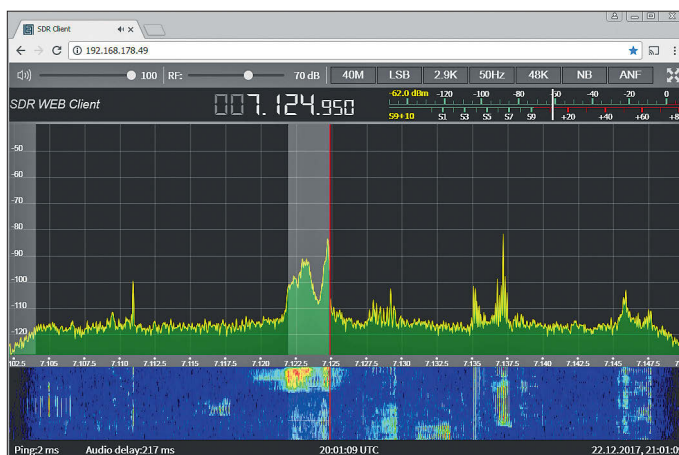 SDR Client
192.168.178.49
100 RF: 70 dB 40M LSB 2.9K 50Hz 48K NB ANF
SDR WEB Client 007.124.950
-62.0 dBm -120 -100 -80 -60 -40 -20 0
S9+10 S1 S3 S5 S7 S9 +20 +40 +60
-50
-60
-70
-80
-90
-100
-110
-120
102.5 7.105 7.107.5 7.110 7.112.5 7.115 7.117.5 7.120 7.122.5 7.125 7.127.5 7.130 7.132.5 7.135 7.137.5 7.140 7.142.5 7.145 7.147.5
Ping:2 ms Audio delay:217 ms 20:01:09 UTC 22.12.2017, 21:01:09